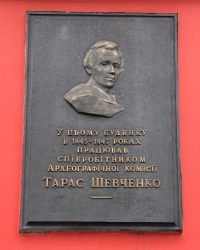 У цьому будинку
в 1845-1847 роках
працював
співробітником
Археографічної комісії
Тарас Шевченко